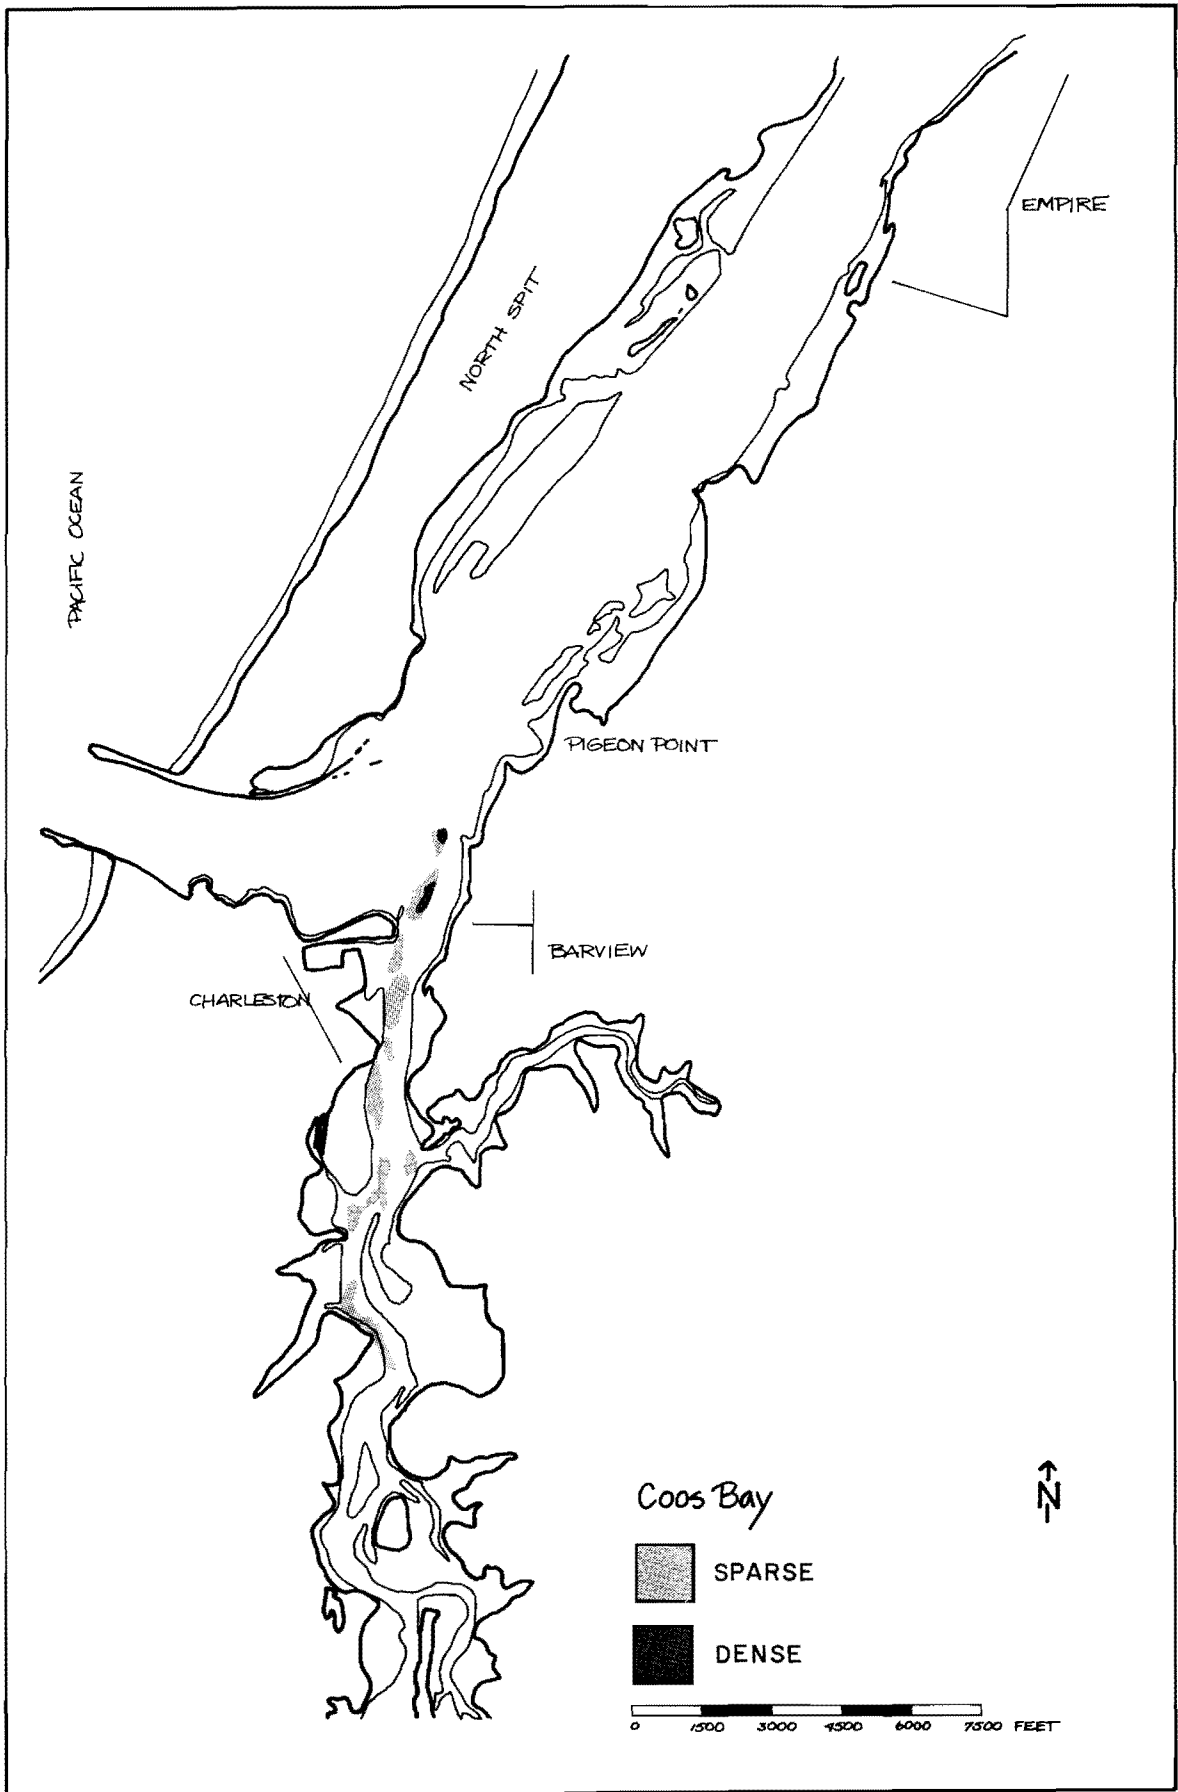 EMPIRE
NORTH SPIT
PACIFIC OCEAN
PIGEON POINT
BARVIEW
CHARLESTON
Coos Bay
N
SPARSE
DENSE
0 1500 3000 4500 6000 7500 FEET